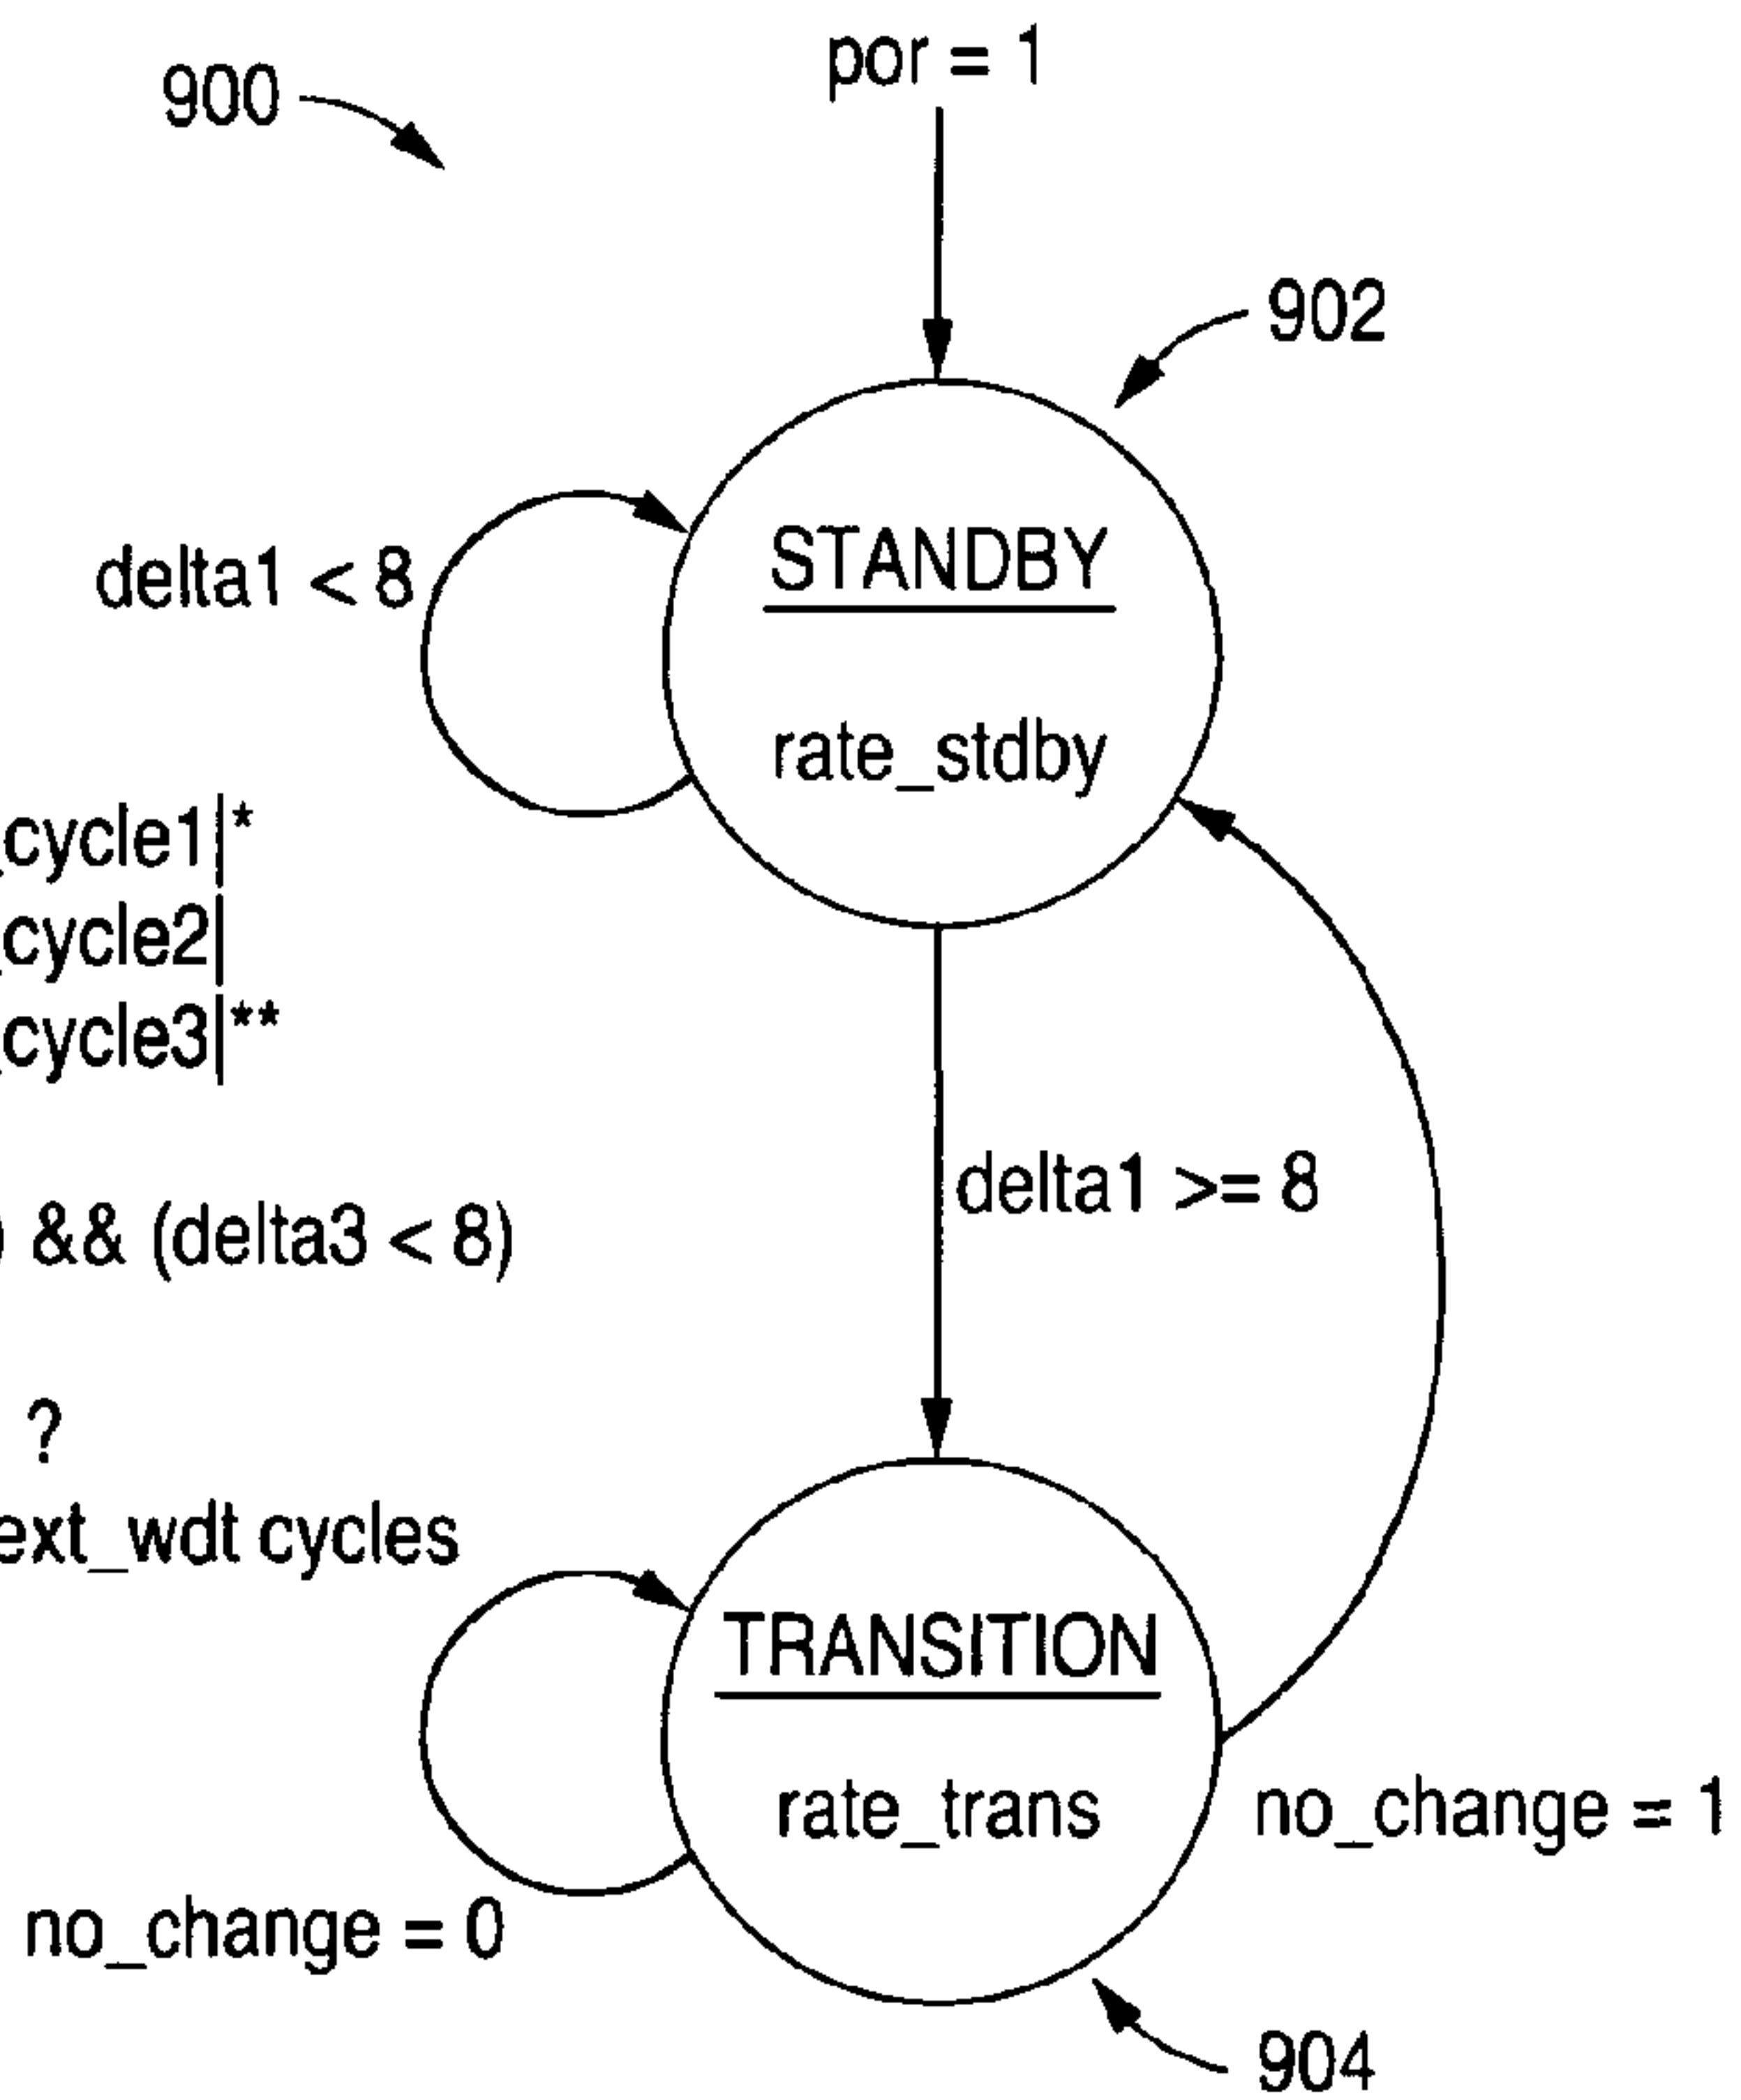 por = 1
900
902
STANDBY
delta1 < 8
rate_stdby
cycle1|*
cycle2|
cycle3|**
delta1 >= 8
) && (delta3 < 8)
?
ext_wdt cycles
TRANSITION
rate_trans
no_change = 1
no_change = 0
904